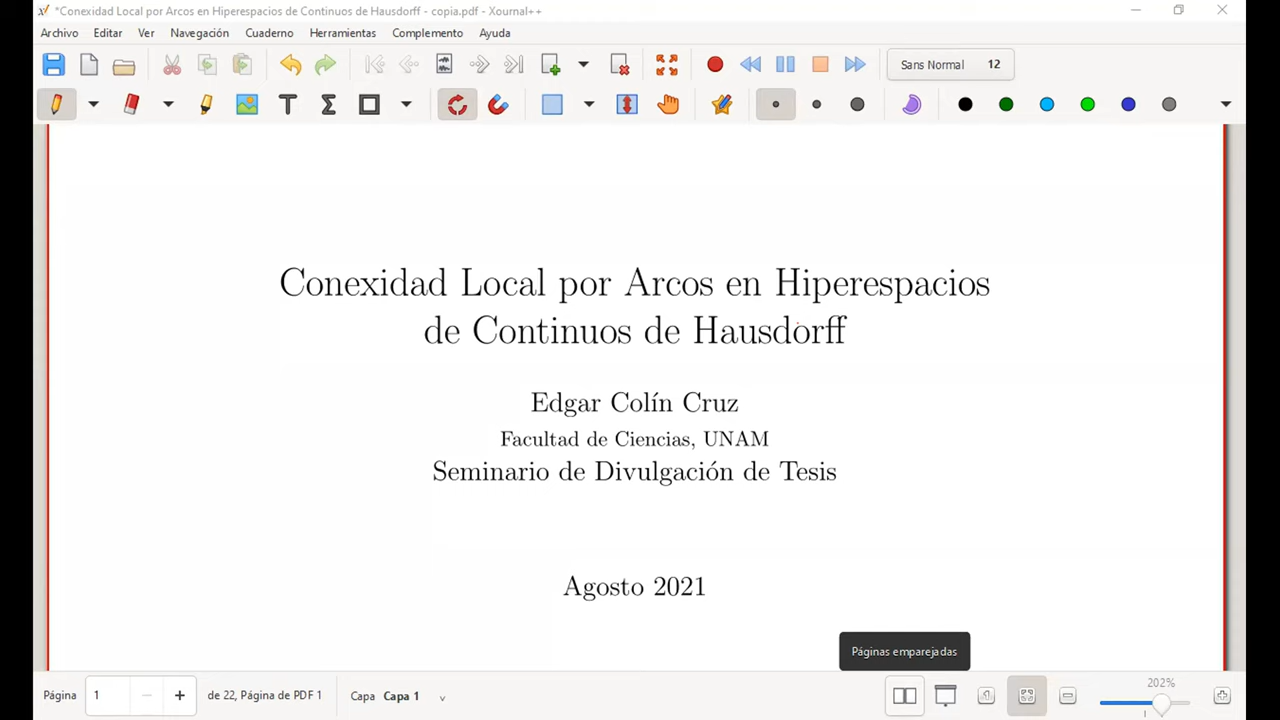 *Conexidad Local por Arcos en Hiperespacios de Continuos de Hausdorff - copia.pdf - Xournal++
Archivo Editar Ver Navegación Cuaderno Herramientas Complemento Ayuda
Sans Normal 12
Conexidad Local por Arcos en Hiperespacios
de Continuos de Hausdorff
Edgar Colín Cruz
Facultad de Ciencias, UNAM
Seminario de Divulgación de Tesis
Agosto 2021
Páginas emparejadas
Página 1 de 22, Página de PDF 1 Capa Capa 1 202%